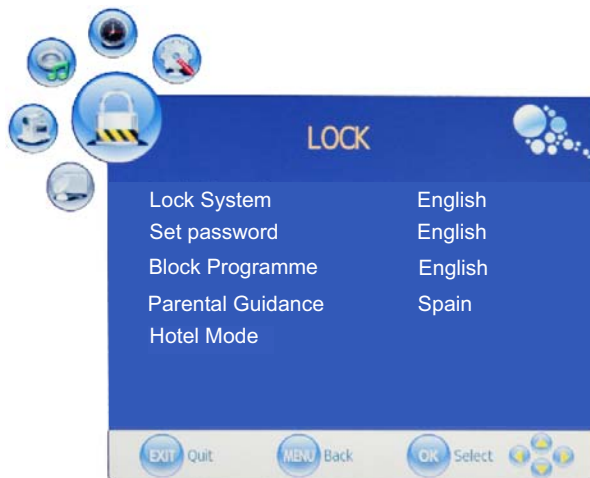 LOCK
Lock System English
Set password English
Block Programme English
Parental Guidance Spain
Hotel Mode
EXIT Quit MENU Back OK Select